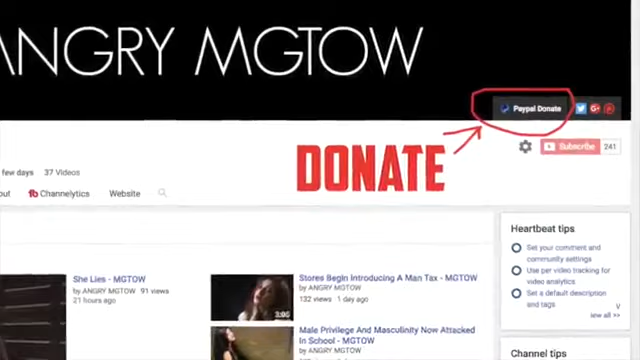 ANGRY MGTOW
Paypal Donate
DONATE
Subscribe 241
few days 37 Videos
out Channelytics Website
Heartbeat tips
Set your comment and
community settings
Use per video tracking for
video analytics
Set a default description
and tags
view all >>
Channel tips
She Lies - MGTOW
by ANGRY MGTOW 91 views
21 hours ago
Stores Begin Introducing A Man Tax - MGTOW
by ANGRY MGTOW
132 views 1 day ago
3:05
Male Privilege And Masculinity Now Attacked
In School - MGTOW
by ANGRY MGTOW